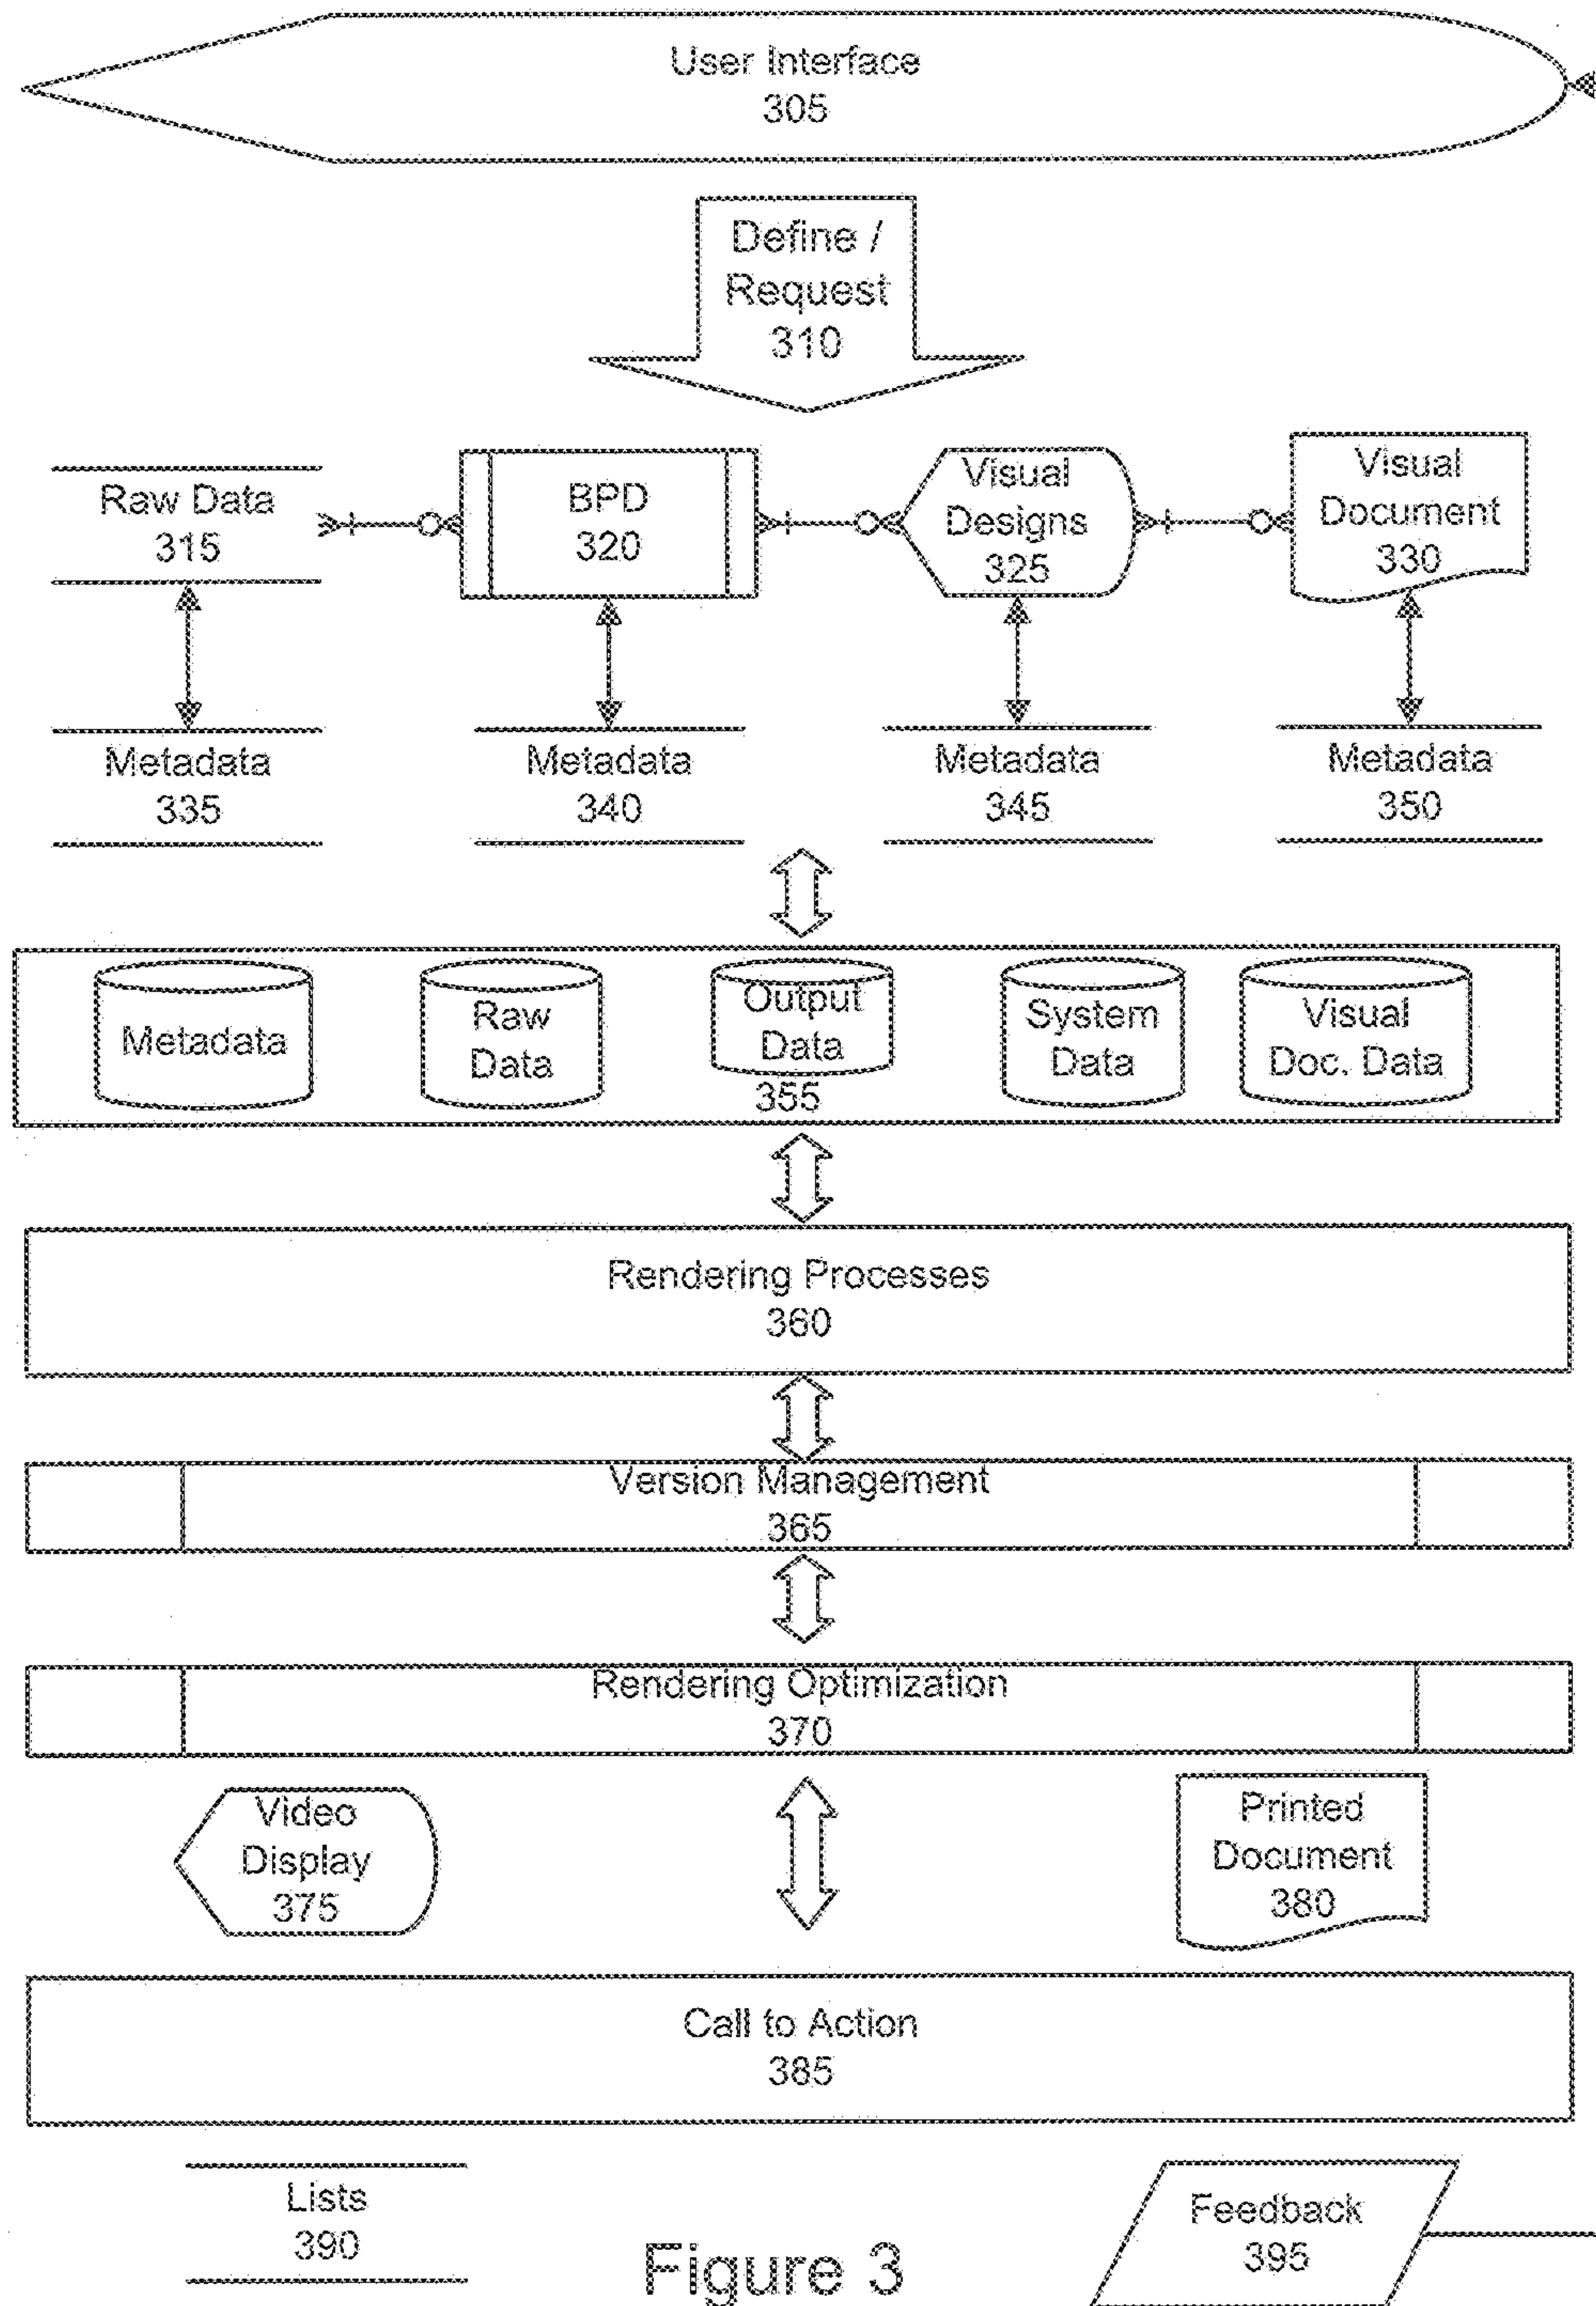 User Interface
305
Define /
Request
310
Raw Data
315
BPD
320
Visual
Designs
325
Visual
Document
330
Metadata
335
Metadata
340
Metadata
345
Metadata
350
Metadata
Raw
Data
Output
Data
355
System
Data
Visual
Doc. Data
Rendering Processes
360
Version Management
365
Rendering Optimization
370
Video
Display
375
Printed
Document
380
Call to Action
385
Lists
390
Feedback
395
Figure 3